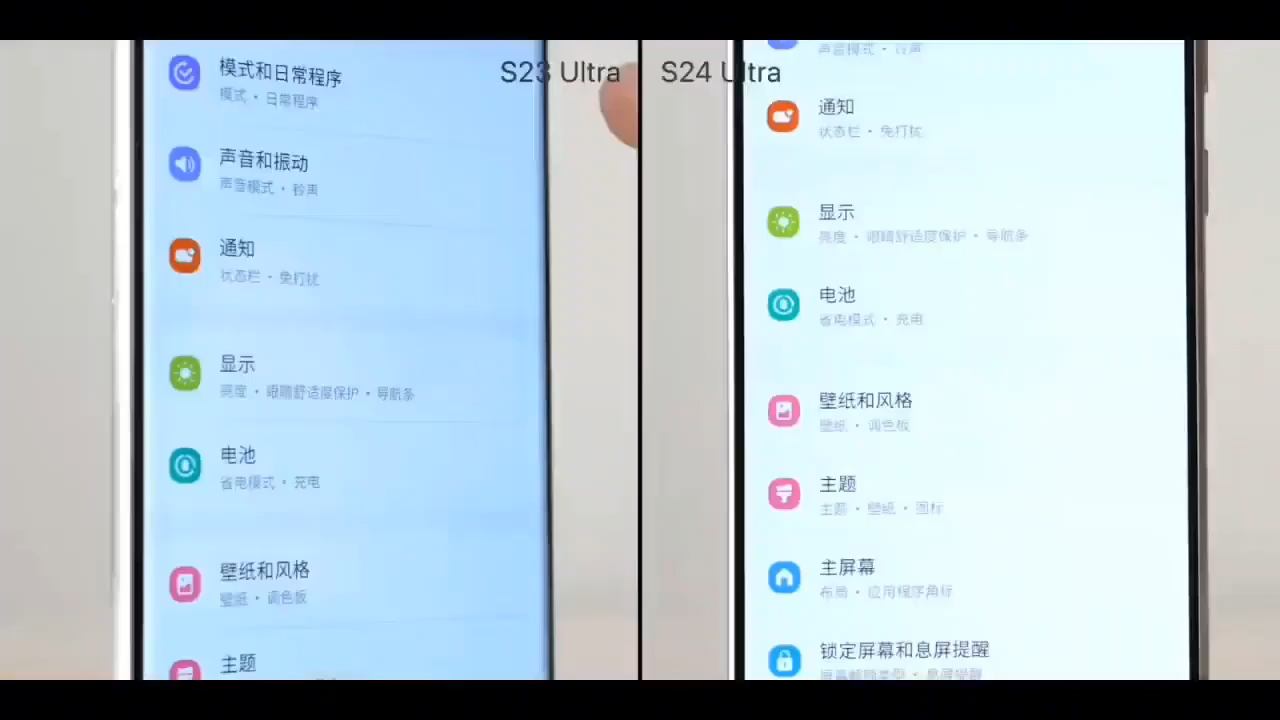 S23 Ultra
模式和日常程序
模式 · 日常程序
声音和振动
声音模式 · 铃声
通知
状态栏 · 免打扰
显示
亮度 · 眼睛舒适度保护 · 导航条
电池
省电模式 · 充电
壁纸和风格
壁纸 · 调色板
主题
S24 Ultra
声音模式 · 铃声
通知
状态栏 · 免打扰
显示
亮度 · 眼睛舒适度保护 · 导航条
电池
省电模式 · 充电
壁纸和风格
壁纸 · 调色板
主题
主题 · 壁纸 · 图标
主屏幕
布局 · 应用程序角标
锁定屏幕和息屏提醒